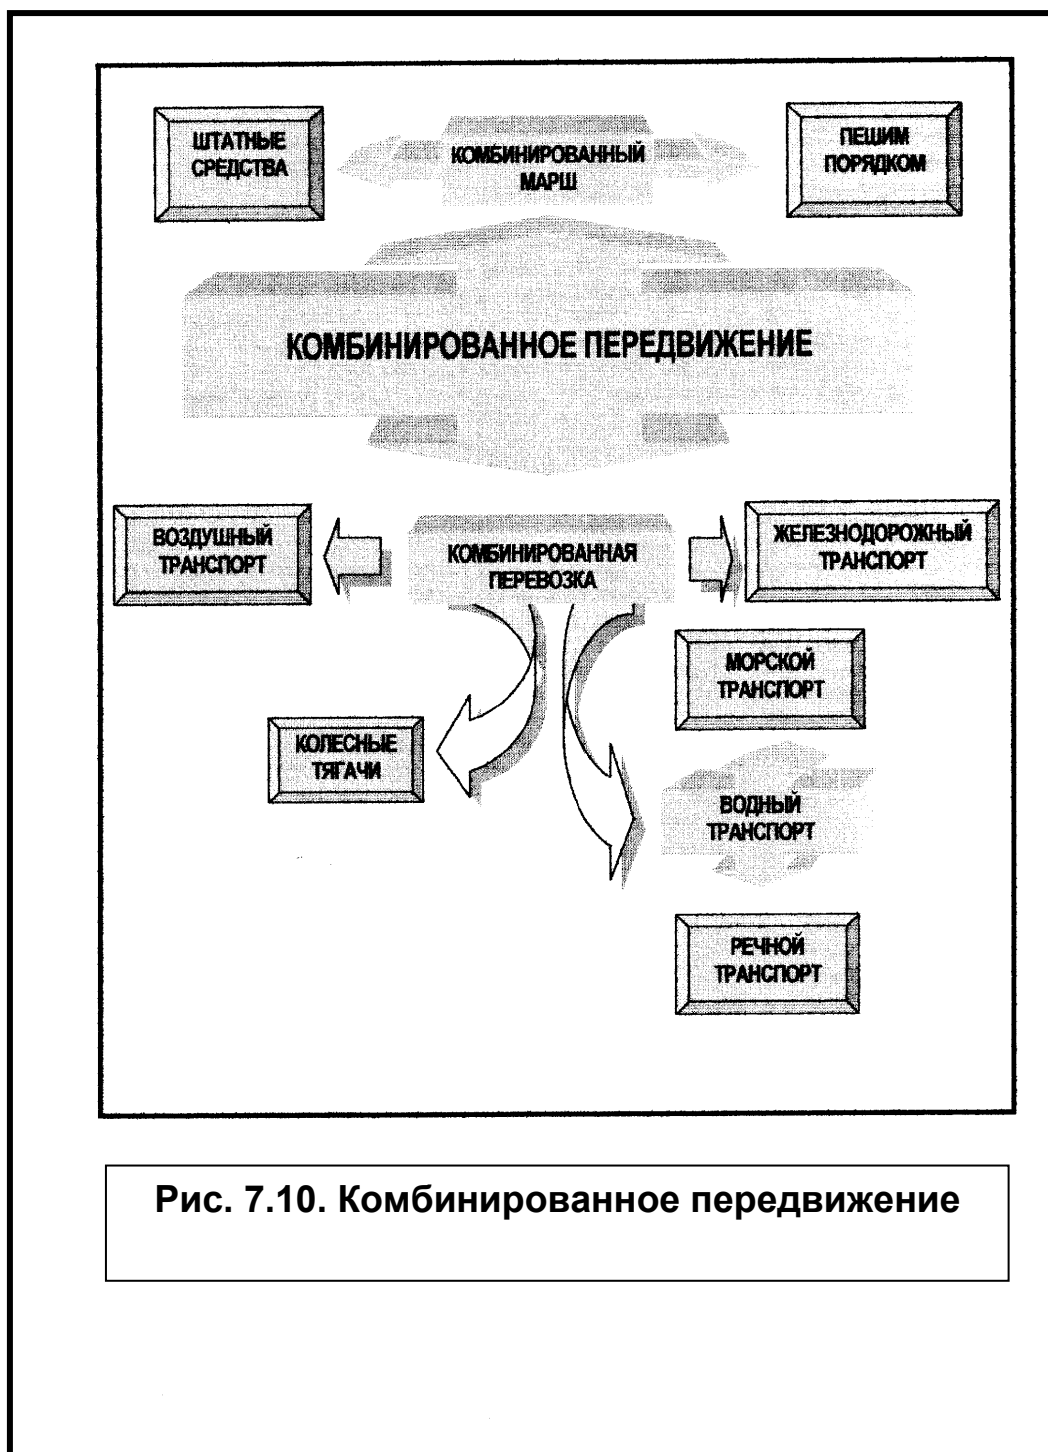 ШТАТНЫЕ
СРЕДСТВА
КОМБИНИРОВАННЫЙ
МАРШ
ПЕШИМ
ПОРЯДКОМ
КОМБИНИРОВАННОЕ ПЕРЕДВИЖЕНИЕ
ВОЗДУШНЫЙ
ТРАНСПОРТ
КОМБИНИРОВАННАЯ
ПЕРЕВОЗКА
ЖЕЛЕЗНОДОРОЖНЫЙ
ТРАНСПОРТ
МОРСКОЙ
ТРАНСПОРТ
КОЛЕСНЫЕ
ТЯГАЧИ
ВОДНЫЙ
ТРАНСПОРТ
РЕЧНОЙ
ТРАНСПОРТ
Рис. 7.10. Комбинированное передвижение